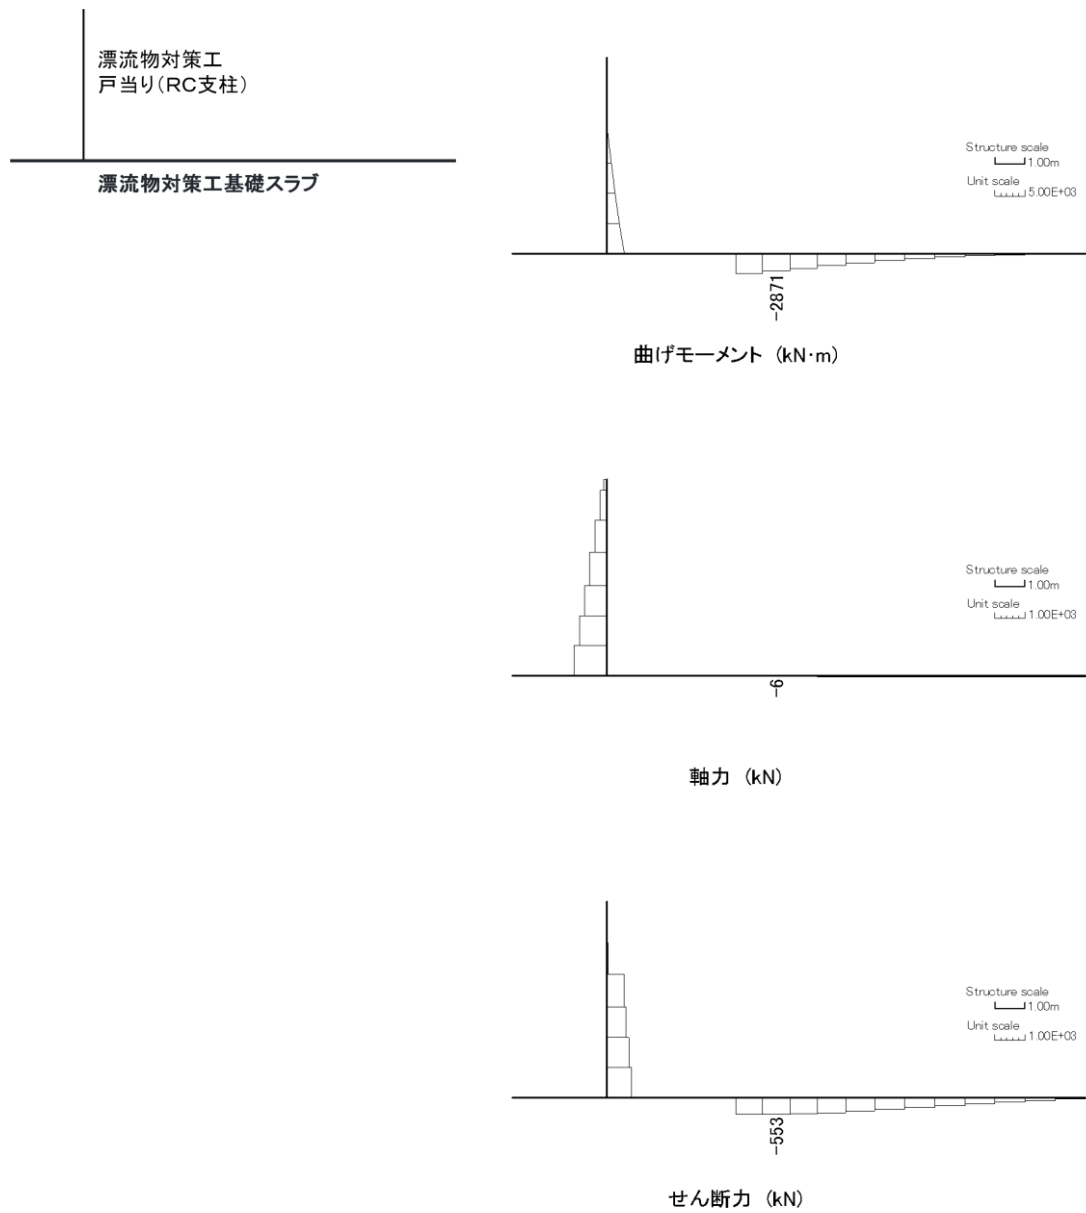 漂流物対策工
戸当り(RC支柱)
漂流物対策工基礎スラブ
Structure scale
1.00m
Unit scale
5.00E+03
-2871
曲げモーメント (kN・m)
Structure scale
1.00m
Unit scale
1.00E+03
-6
軸力 (kN)
Structure scale
1.00m
Unit scale
1.00E+03
-553
せん断力 (kN)